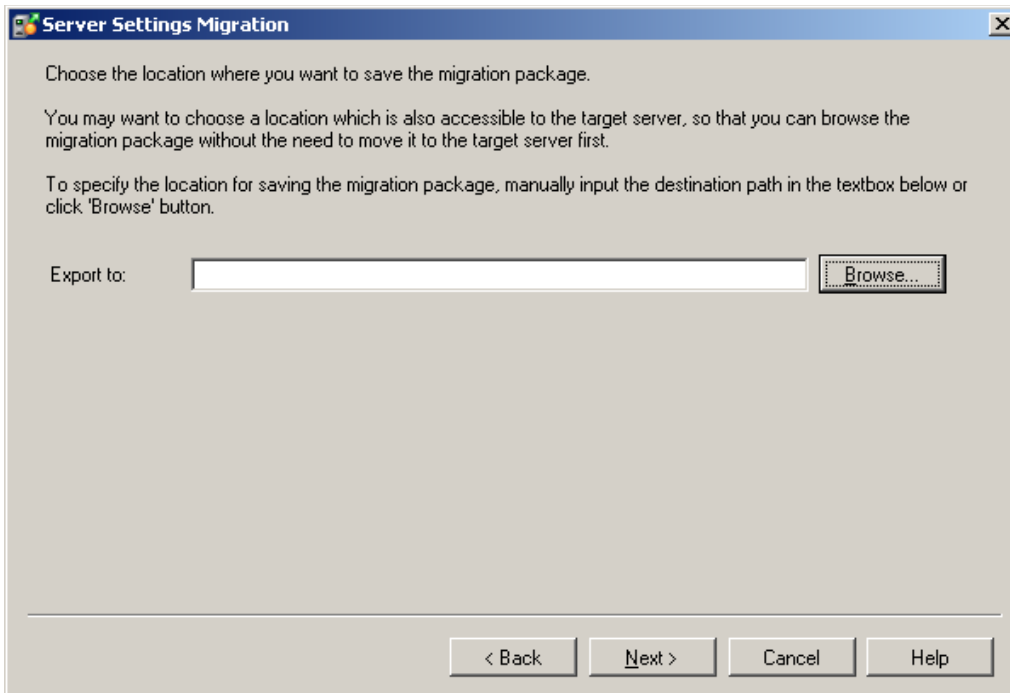 Server Settings Migration
Choose the location where you want to save the migration package.
You may want to choose a location which is also accessible to the target server, so that you can browse the
migration package without the need to move it to the target server first.
To specify the location for saving the migration package, manually input the destination path in the textbox below or
click 'Browse' button.
Export to:
Browse...
< Back
Next >
Cancel
Help